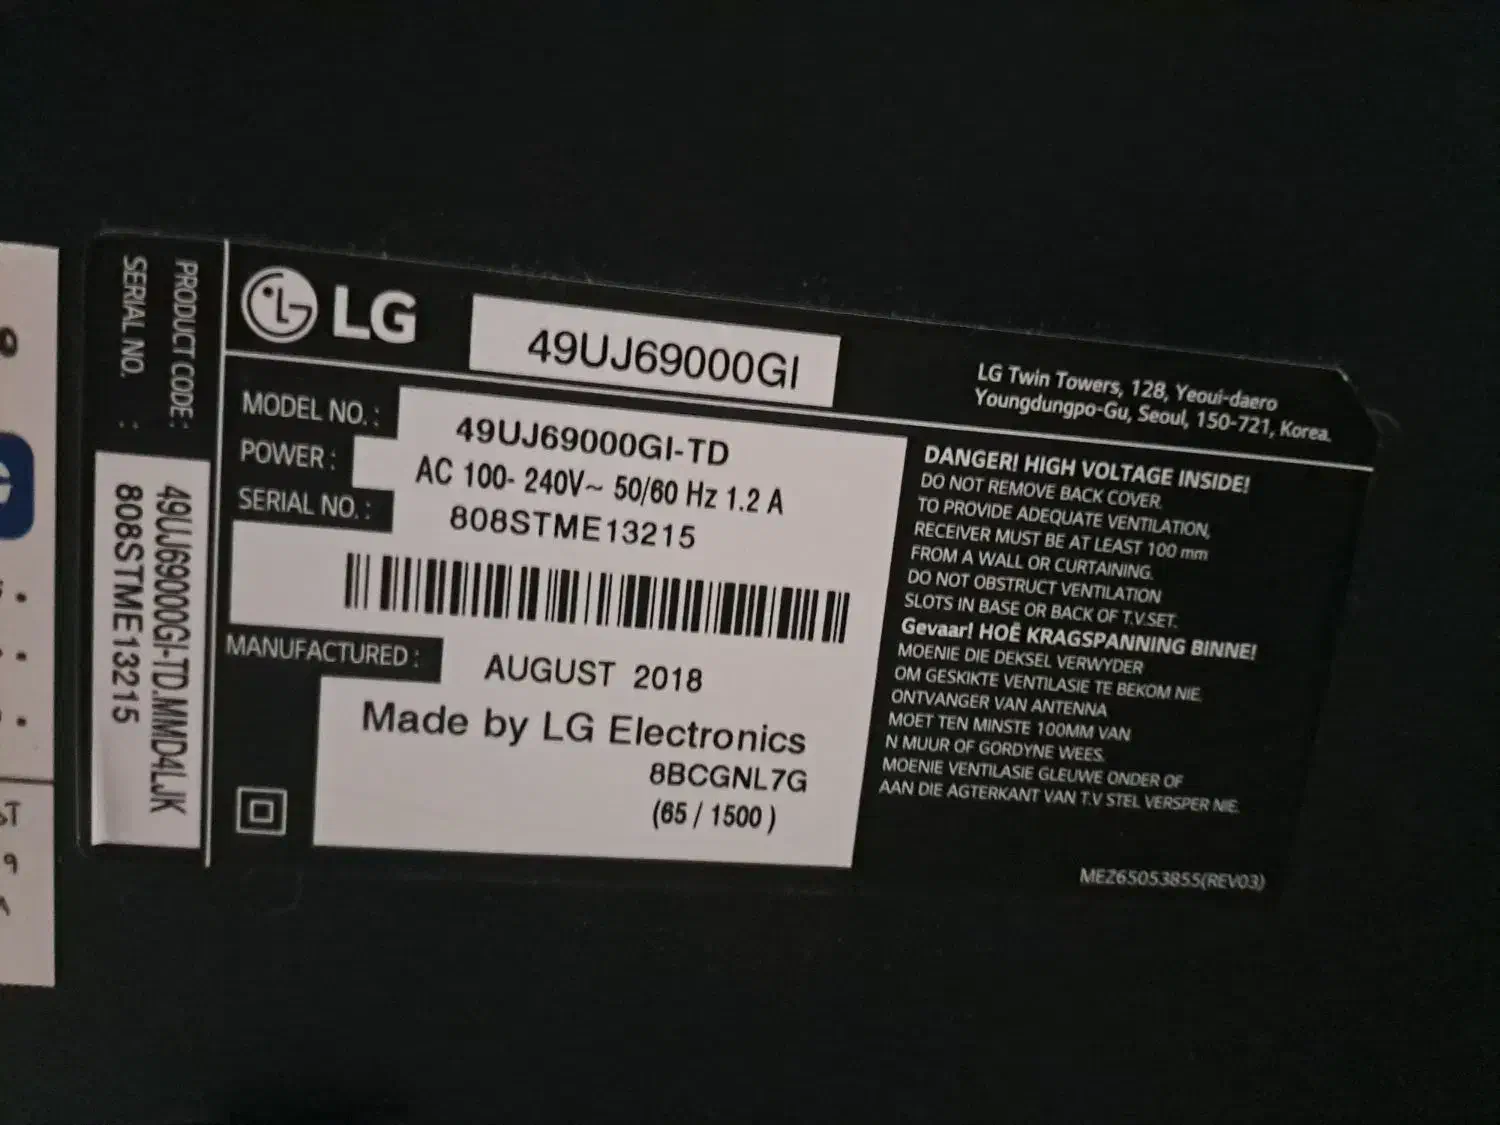 PRODUCT CODE :
SERIAL NO. :
49UJ69000GI-TD.MMD4LJK
808STME13215
LG
49UJ69000GI
LG Twin Towers, 128, Yeoui-daero
Youngdungpo-Gu, Seoul, 150-721, Korea.
MODEL NO. : 49UJ69000GI-TD
POWER : AC 100- 240V~ 50/60 Hz 1.2 A
SERIAL NO. : 808STME13215
MANUFACTURED : AUGUST 2018
Made by LG Electronics
8BCGNL7G
(65 / 1500 )
DANGER! HIGH VOLTAGE INSIDE!
DO NOT REMOVE BACK COVER.
TO PROVIDE ADEQUATE VENTILATION,
RECEIVER MUST BE AT LEAST 100 mm
FROM A WALL OR CURTAINING.
DO NOT OBSTRUCT VENTILATION
SLOTS IN BASE OR BACK OF T.V.SET.
Gevaar! HOË KRAGSPANNING BINNE!
MOENIE DIE DEKSEL VERWYDER
OM GESKIKTE VENTILASIE TE BEKOM NIE.
ONTVANGER VAN ANTENNA
MOET TEN MINSTE 100MM VAN
N MUUR OF GORDYNE WEES.
MOENIE VENTILASIE GLEUWE ONDER OF
AAN DIE AGTERKANT VAN T.V STEL VERSPER NIE.
MEZ65053855(REV03)